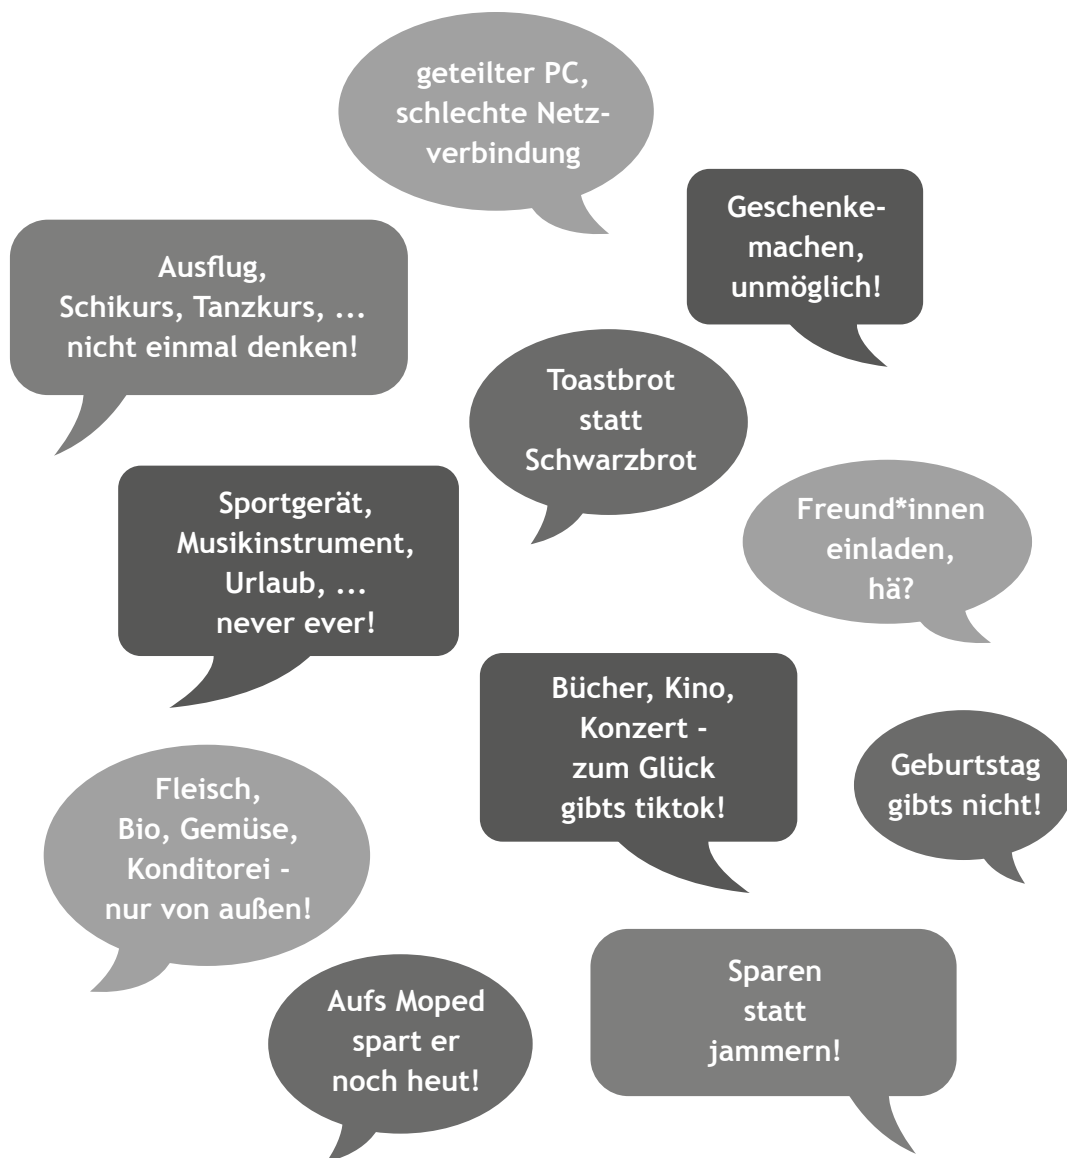 geteilter PC,
schlechte Netz-
verbindung
Geschenke-
machen,
unmöglich!
Ausflug,
Schikurs, Tanzkurs, ...
nicht einmal denken!
Toastbrot
statt
Schwarzbrot
Sportgerät,
Musikinstrument,
Urlaub, ...
never ever!
Freund*innen
einladen,
hä?
Bücher, Kino,
Konzert -
zum Glück
gibts tiktok!
Geburtstag
gibts nicht!
Fleisch,
Bio, Gemüse,
Konditorei -
nur von außen!
Aufs Moped
spart er
noch heut!
Sparen
statt
jammern!